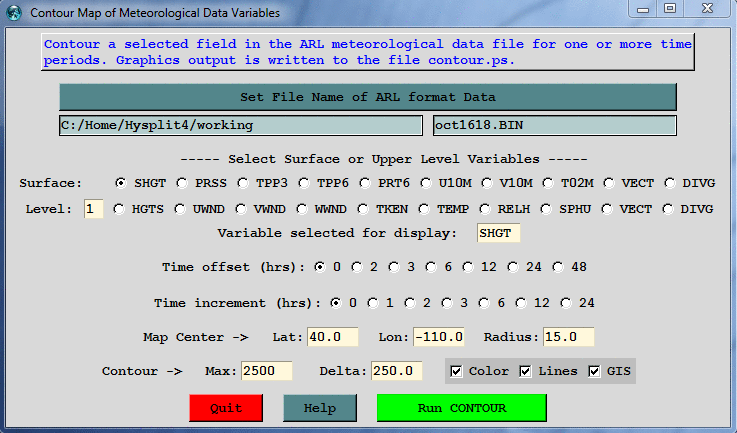 Contour Map of Meteorological Data Variables
Contour a selected field in the ARL meteorological data file for one or more time
periods. Graphics output is written to the file contour.ps.
Set File Name of ARL format Data
C:/Home/Hysplit4/working oct1618.BIN
----- Select Surface or Upper Level Variables -----
Surface: SHGT PRSS TPP3 TPP6 PRT6 U10M V10M T02M VECT DIVG
Level: 1 HGTS UWND VWND WWND TKEN TEMP RELH SPHU VECT DIVG
Variable selected for display: SHGT
Time offset (hrs): 0 2 3 6 12 24 48
Time increment (hrs): 0 1 2 3 6 12 24
Map Center -> Lat: 40.0 Lon: -110.0 Radius: 15.0
Contour -> Max: 2500 Delta: 250.0 Color Lines GIS
Quit Help Run CONTOUR